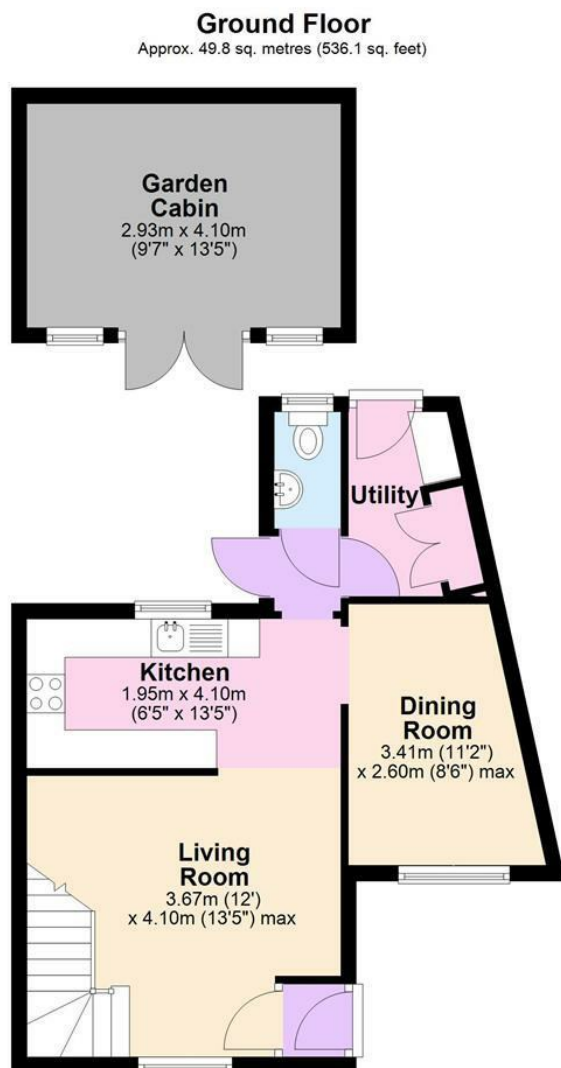 Ground Floor
Approx. 49.8 sq. metres (536.1 sq. feet)
Garden
Cabin
2.93m x 4.10m
(9'7" x 13'5")
Utility
Kitchen
1.95m x 4.10m
(6'5" x 13'5")
Dining
Room
3.41m (11'2")
x 2.60m (8'6") max
Living
Room
3.67m (12')
x 4.10m (13'5") max